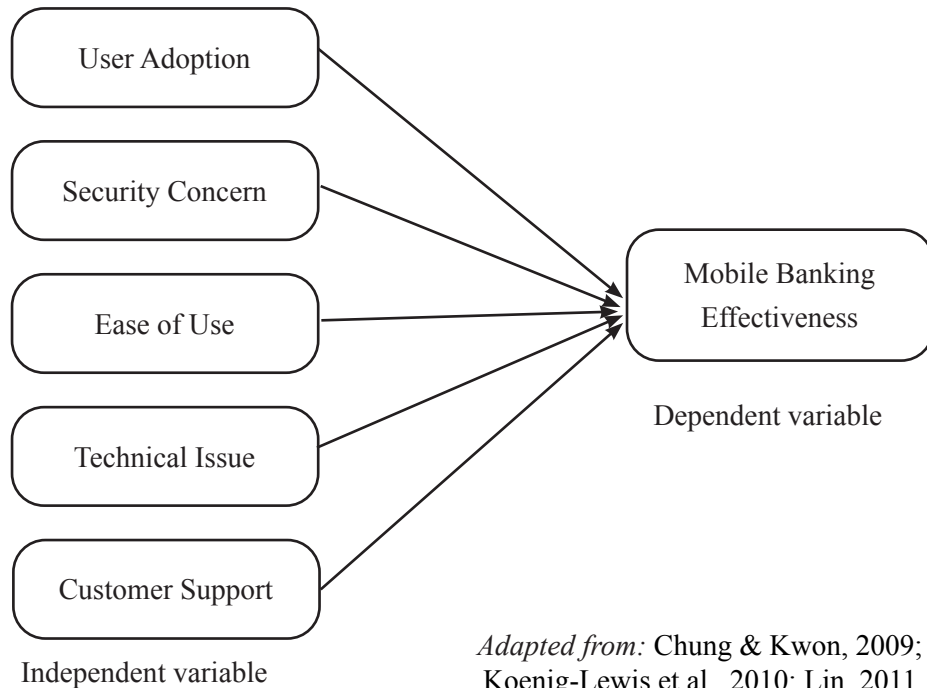 User Adoption
Security Concern
Ease of Use
Technical Issue
Customer Support
Independent variable
Mobile Banking
Effectiveness
Dependent variable
Adapted from: Chung & Kwon, 2009;
Koenig-Lewis et al., 2010; Lin, 2011